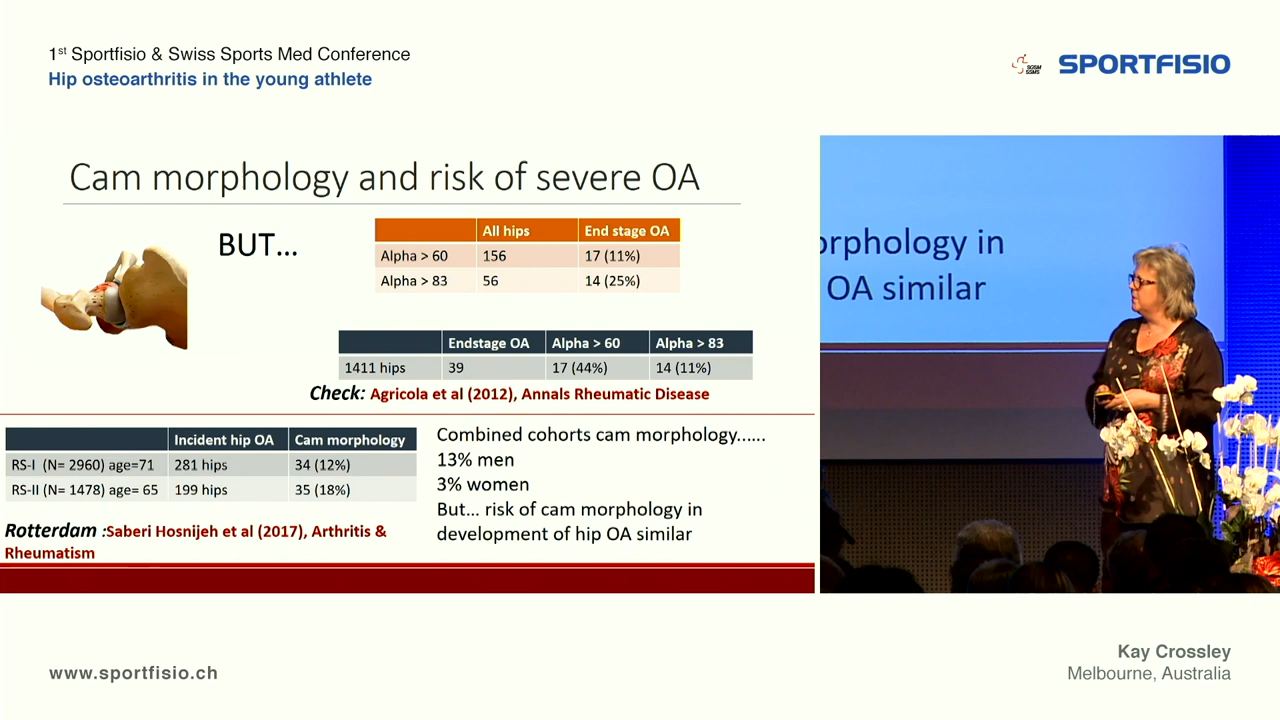 1st Sportfisio & Swiss Sports Med Conference
Hip osteoarthritis in the young athlete
SGSM
SSMS
SPORTFISIO
Cam morphology and risk of severe OA
BUT...
All hips End stage OA
Alpha > 60 156 17 (11%)
Alpha > 83 56 14 (25%)
Endstage OA Alpha > 60 Alpha > 83
1411 hips 39 17 (44%) 14 (11%)
Check: Agricola et al (2012), Annals Rheumatic Disease
Incident hip OA Cam morphology
RS-I (N= 2960) age=71 281 hips 34 (12%)
RS-II (N= 1478) age= 65 199 hips 35 (18%)
Rotterdam :Saberi Hosnijeh et al (2017), Arthritis &
Rheumatism
Combined cohorts cam morphology......
13% men
3% women
But... risk of cam morphology in
development of hip OA similar
orphology in
OA similar
www.sportfisio.ch
Kay Crossley
Melbourne, Australia